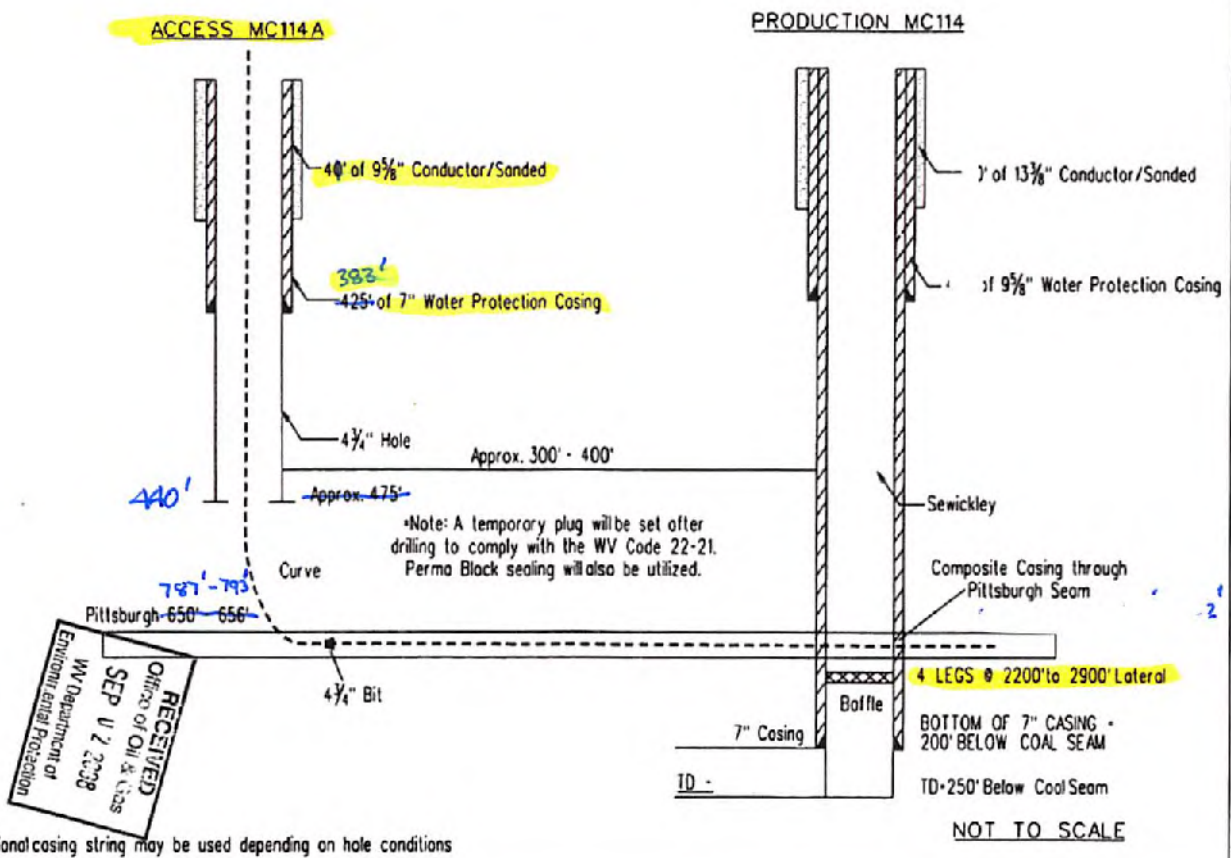 ACCESS MC114A
PRODUCTION MC114
40' of 9⅝" Conductor/Sanded
' of 13⅜" Conductor/Sanded
383'
425' of 7" Water Protection Casing
of 9⅝" Water Protection Casing
4¾" Hole
Approx. 300' - 400'
440'
Approx. 475'
Sewickley
*Note: A temporary plug will be set after
drilling to comply with the WV Code 22-21.
Perma Block sealing will also be utilized.
Curve
Composite Casing through
Pittsburgh Seam
787'-793'
Pittsburgh 650' - 656'
2'
4¾" Bit
4 LEGS @ 2200' to 2900' Lateral
Baffle
7" Casing
BOTTOM OF 7" CASING -
200' BELOW COAL SEAM
TD -
TD-250' Below Coal Seam
NOT TO SCALE
RECEIVED
Office of Oil & Gas
SEP 2008
WV Department of
Environmental Protection
ional casing string may be used depending on hole conditions